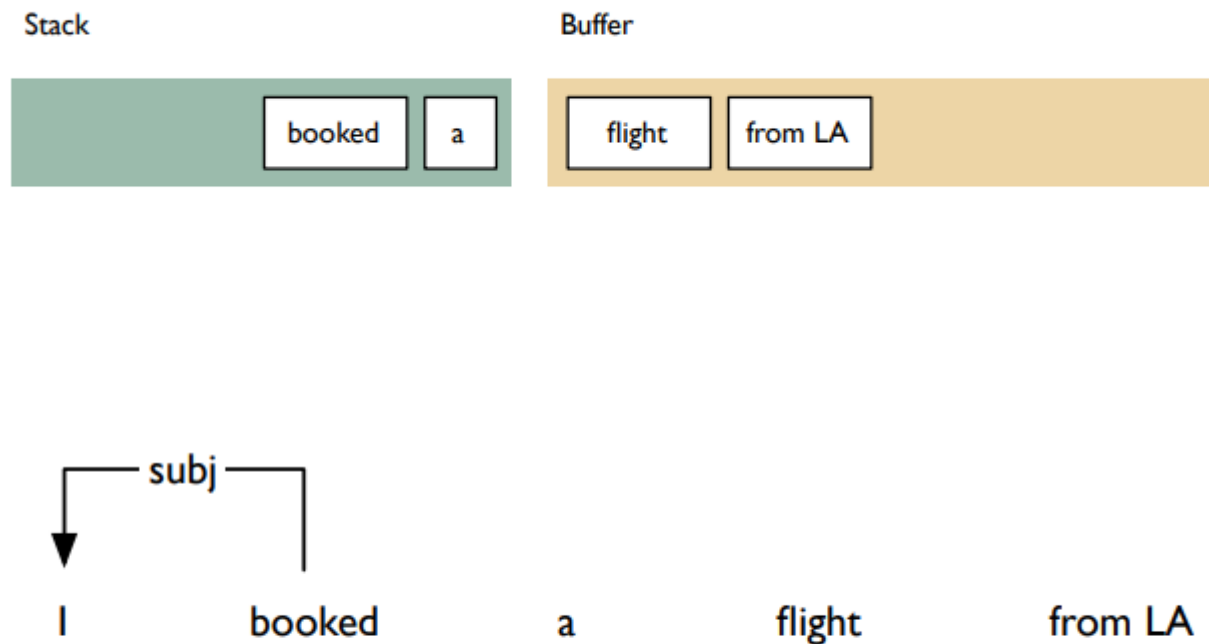 Stack Buffer
booked a flight from LA
subj
I booked a flight from LA